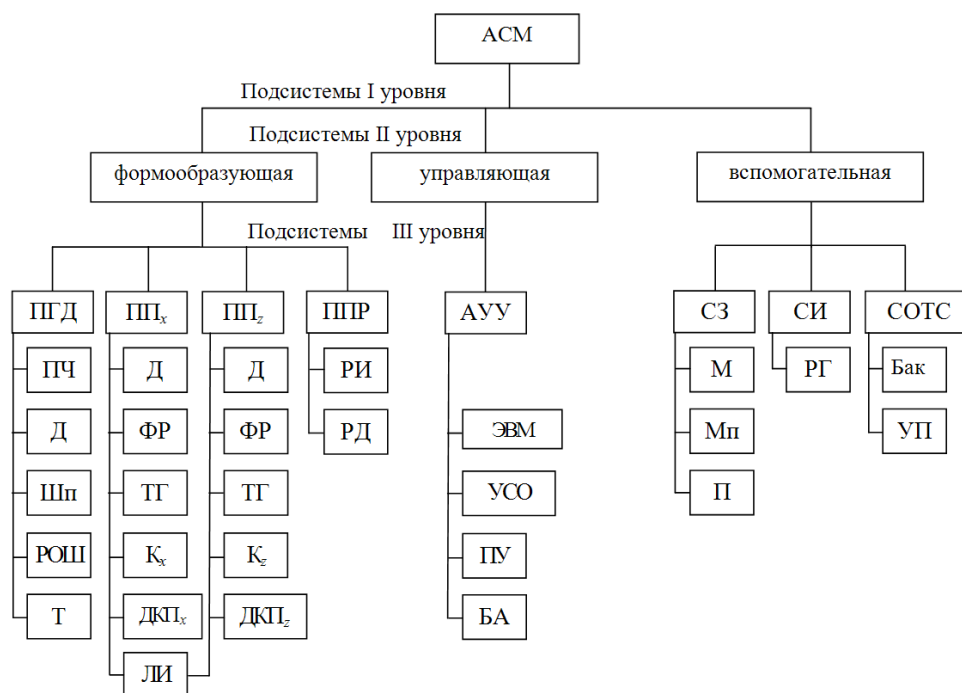 АСМ
Подсистемы I уровня
Подсистемы II уровня
формообразующая
управляющая
вспомогательная
Подсистемы III уровня
ПГД
ППx
ППz
ППР
АУУ
СЗ
СИ
СОТС
ПЧ
Д
Д
РИ
М
РГ
Бак
Д
ФР
ФР
РД
ЭВМ
Мп
УП
Шп
ТГ
ТГ
УСО
П
РОШ
Кx
Кz
ПУ
Т
ДКПx
ДКПz
БА
ЛИ